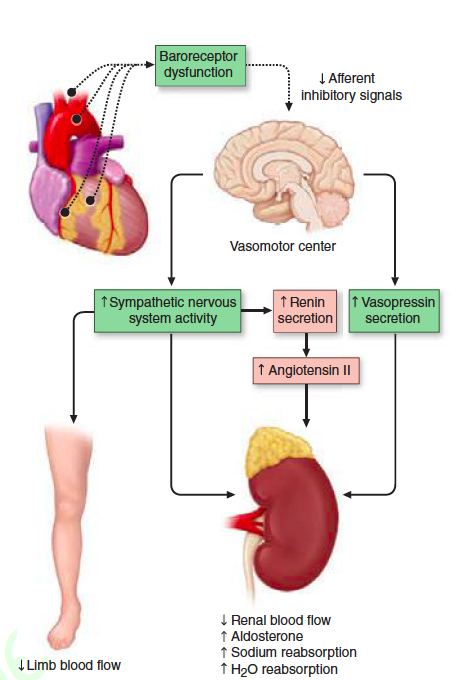 Baroreceptor
dysfunction
↓ Afferent
inhibitory signals
Vasomotor center
↑ Sympathetic nervous
system activity
↑ Renin
secretion
↑ Vasopressin
secretion
↑ Angiotensin II
↓ Limb blood flow
↓ Renal blood flow
↑ Aldosterone
↑ Sodium reabsorption
↑ H₂O reabsorption